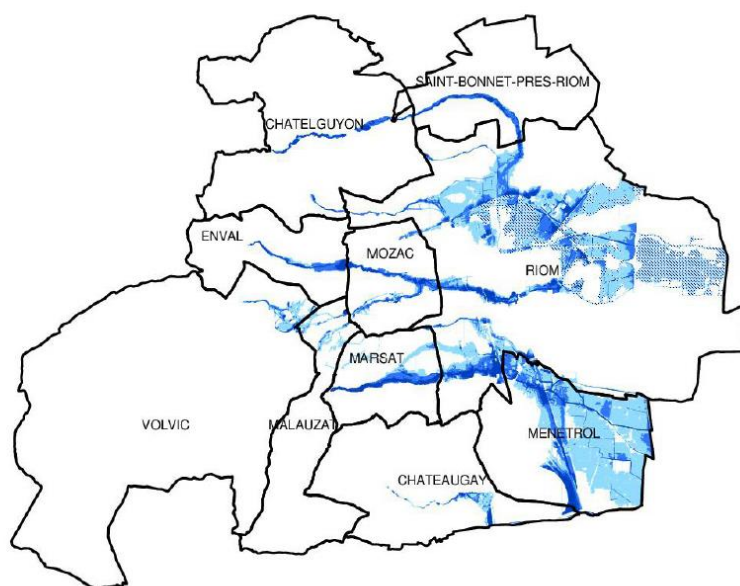 SAINT-BONNET-PRES-RIOM
CHATELGUYON
ENVAL
MOZAC
RIOM
MARSAT
VOLVIC
MALAUZAT
MENETROL
CHATEAUGAY